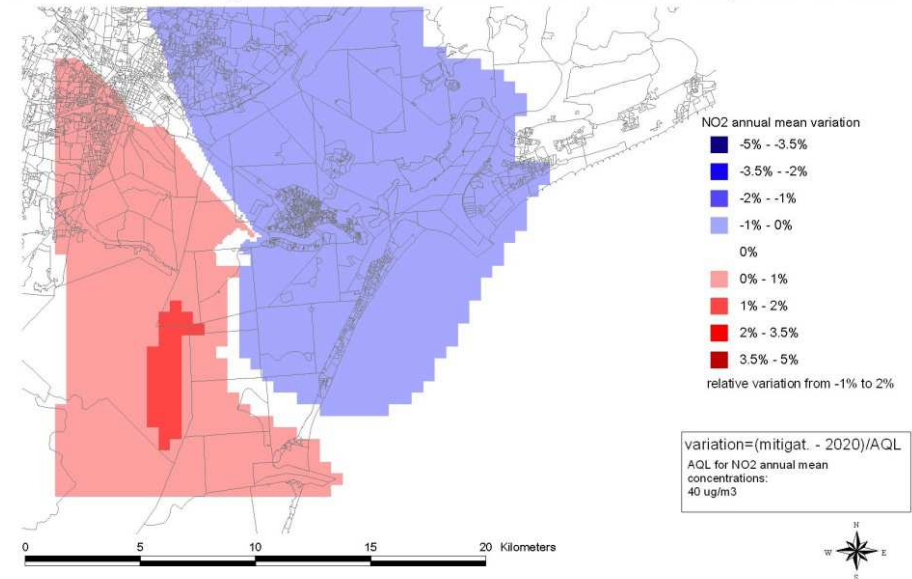 NO2 annual mean variation
-5% - -3.5%
-3.5% - -2%
-2% - -1%
-1% - 0%
0%
0% - 1%
1% - 2%
2% - 3.5%
3.5% - 5%
relative variation from -1% to 2%
variation=(mitigat. - 2020)/AQL
AQL for NO2 annual mean
concentrations:
40 ug/m3
0 5 10 15 20 Kilometers
N
W E
S